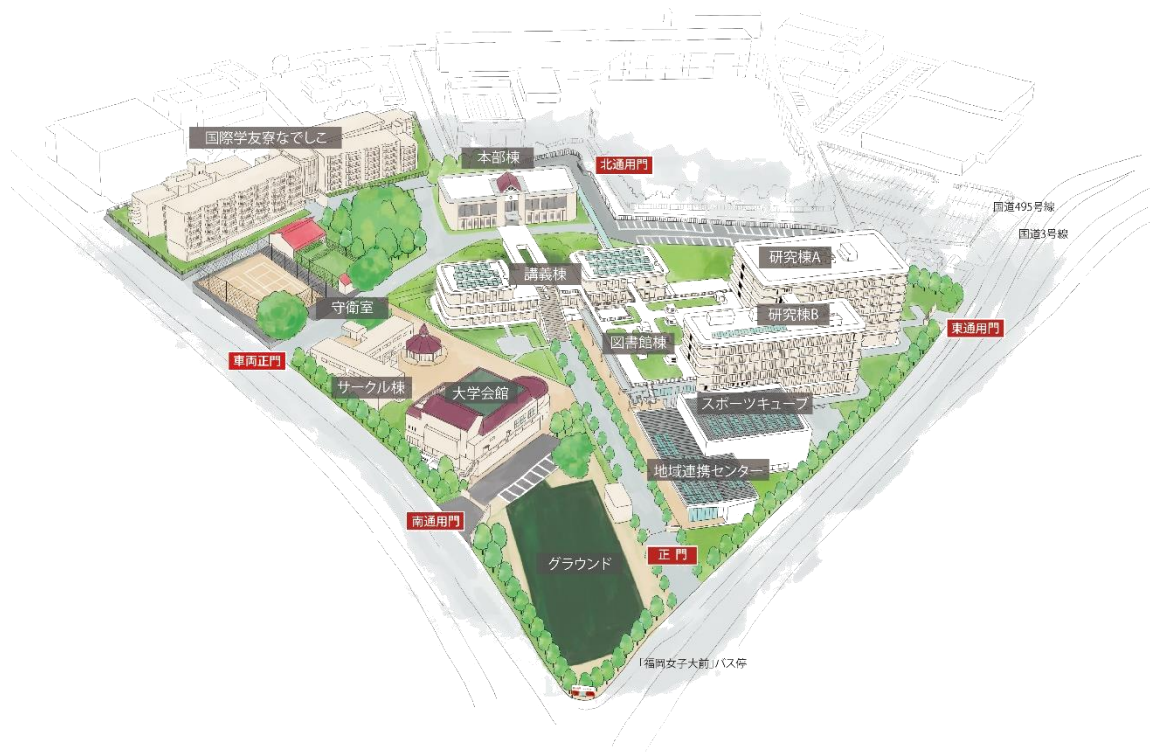 国際学友寮なでしこ
本部棟
北通用門
国道495号線
国道3号線
研究棟A
講義棟
守衛室
研究棟B
図書館棟
東通用門
車両正門
サークル棟
大学会館
スポーツキューブ
地域連携センター
南通用門
正門
グラウンド
「福岡女子大前」バス停